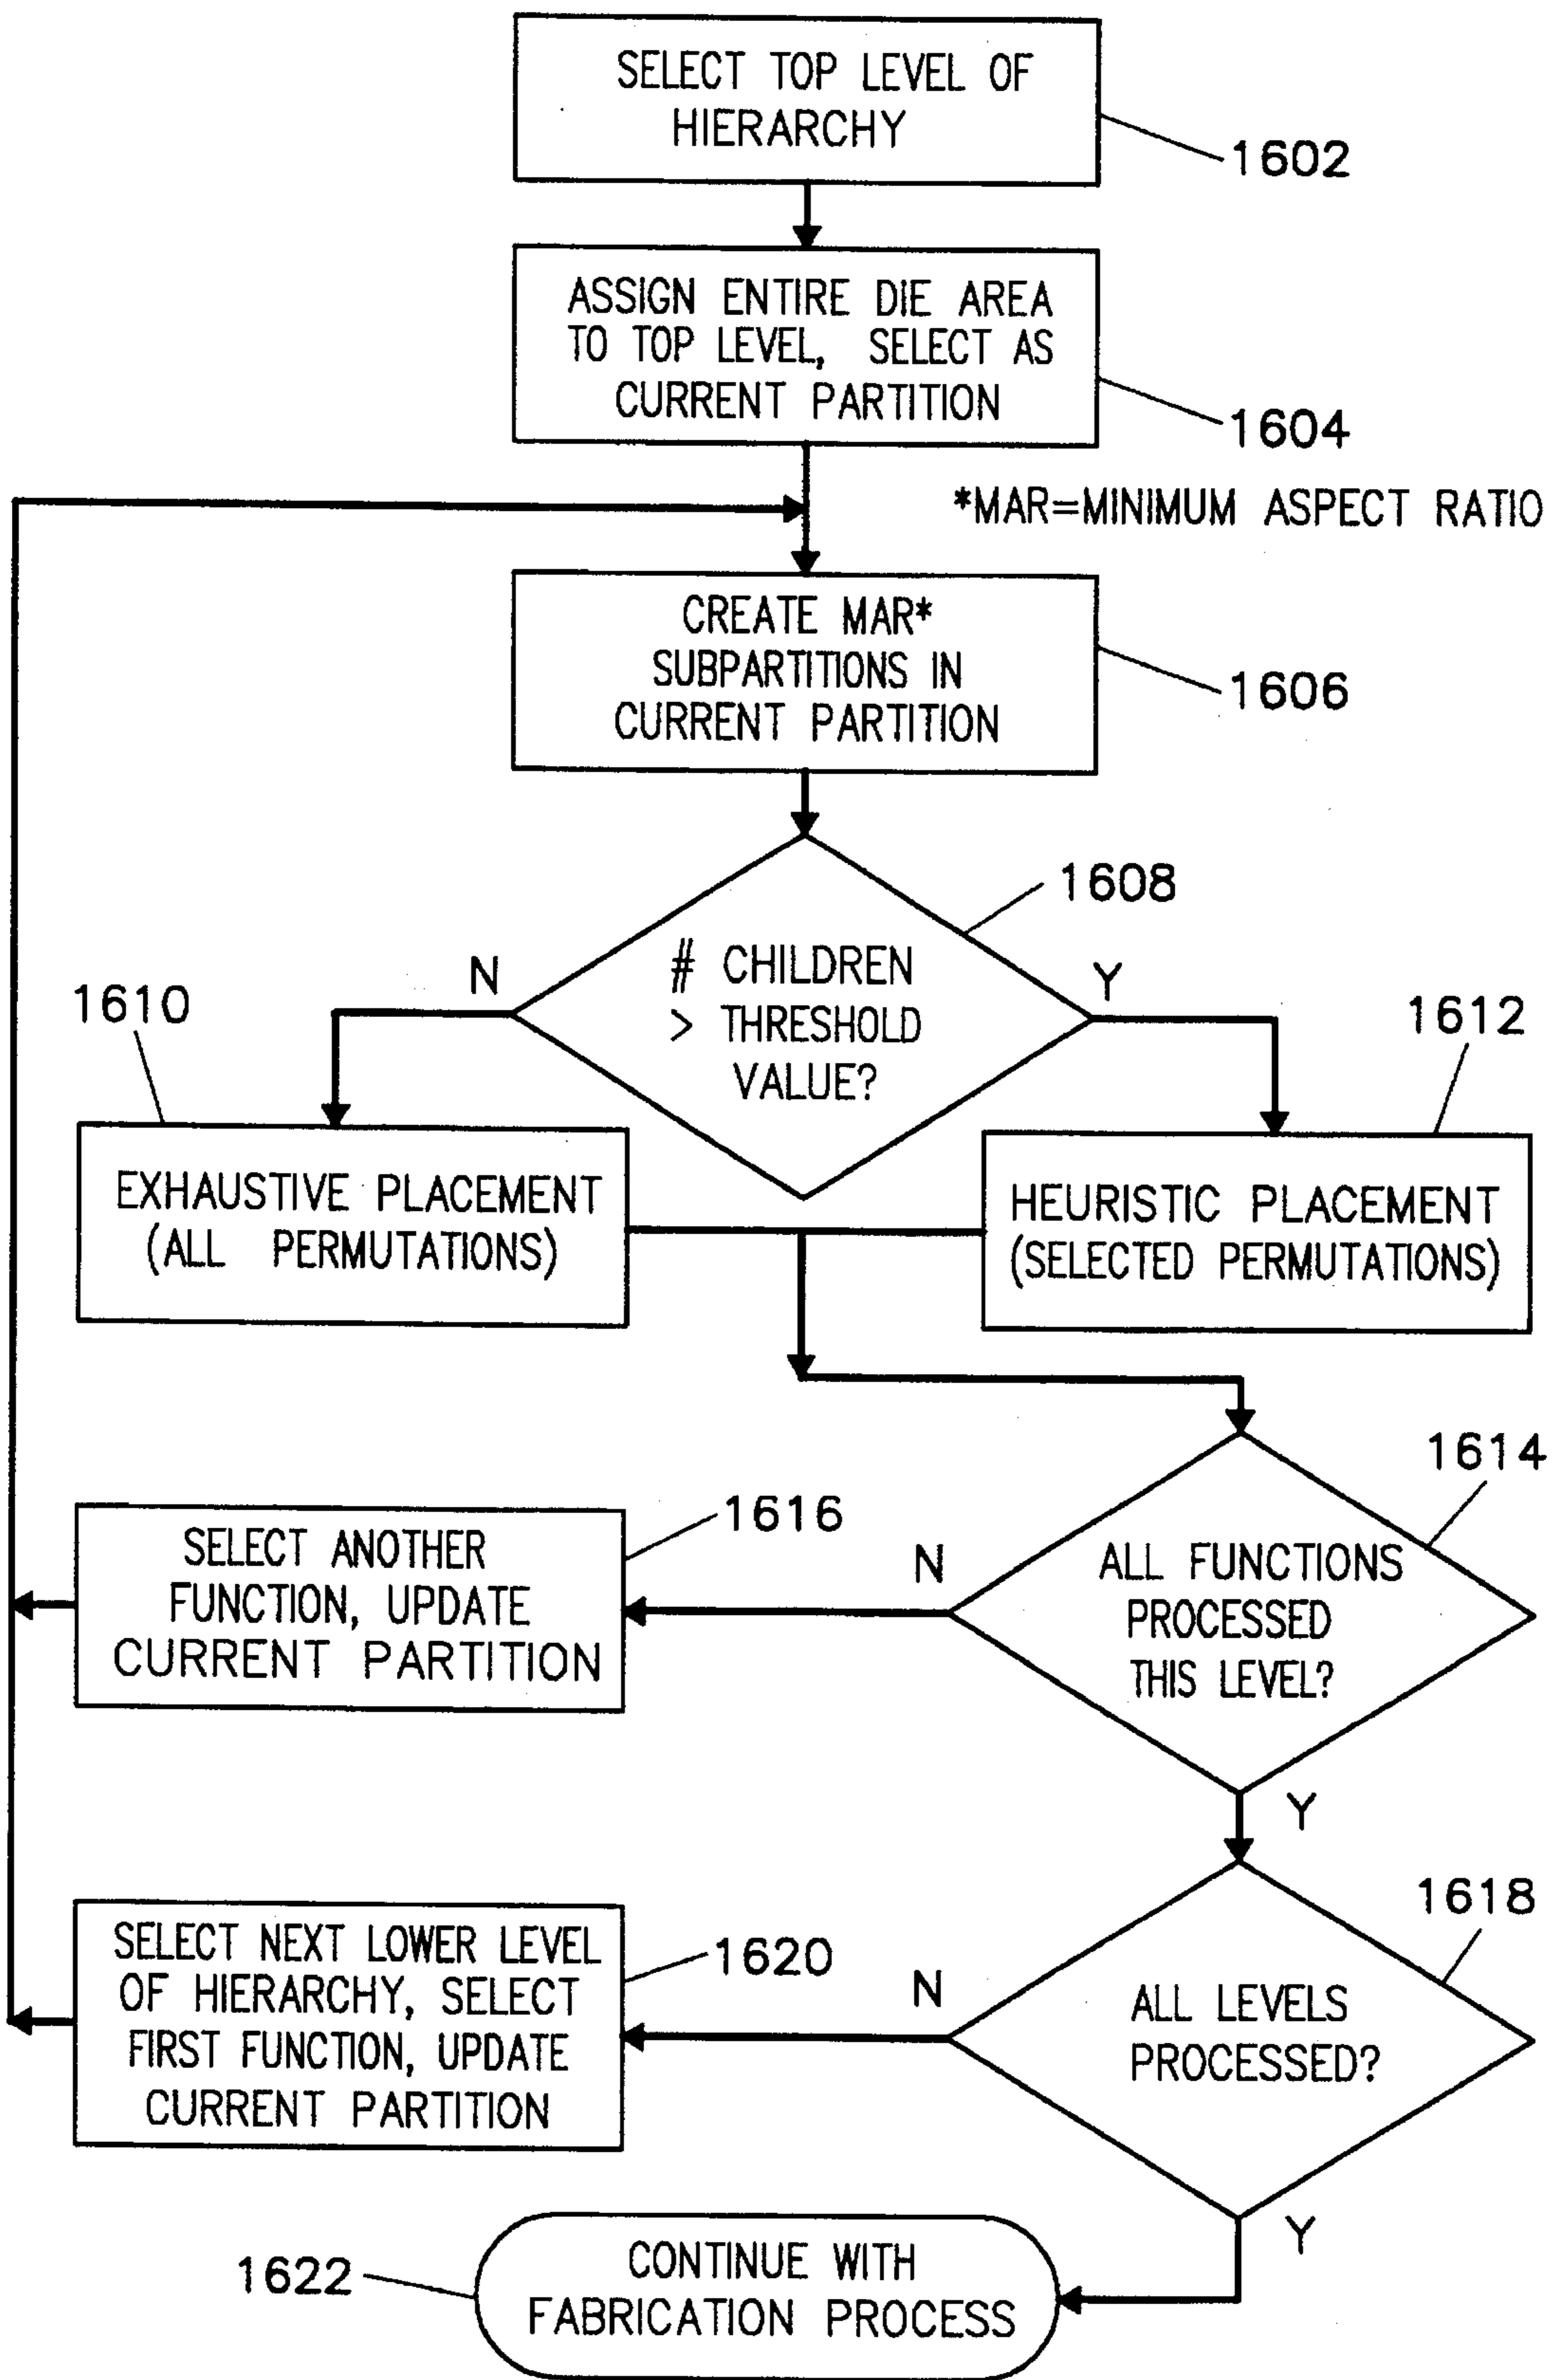 SELECT TOP LEVEL OF
HIERARCHY
1602
ASSIGN ENTIRE DIE AREA
TO TOP LEVEL, SELECT AS
CURRENT PARTITION
1604
*MAR=MINIMUM ASPECT RATIO
CREATE MAR*
SUBPARTITIONS IN
CURRENT PARTITION
1606
1608
# CHILDREN
> THRESHOLD
VALUE?
N
Y
1610
1612
EXHAUSTIVE PLACEMENT
(ALL PERMUTATIONS)
HEURISTIC PLACEMENT
(SELECTED PERMUTATIONS)
1614
ALL FUNCTIONS
PROCESSED
THIS LEVEL?
N
Y
1616
SELECT ANOTHER
FUNCTION, UPDATE
CURRENT PARTITION
1618
ALL LEVELS
PROCESSED?
N
Y
1620
SELECT NEXT LOWER LEVEL
OF HIERARCHY, SELECT
FIRST FUNCTION, UPDATE
CURRENT PARTITION
1622
CONTINUE WITH
FABRICATION PROCESS